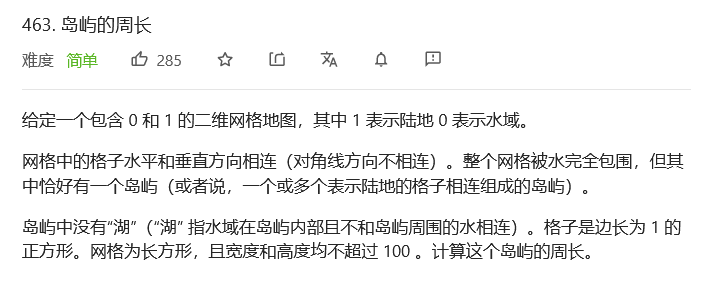 463. 岛屿的周长
难度 简单 285
给定一个包含 0 和 1 的二维网格地图，其中 1 表示陆地 0 表示水域。
网格中的格子水平和垂直方向相连（对角线方向不相连）。整个网格被水完全包围，但其
中恰好有一个岛屿（或者说，一个或多个表示陆地的格子相连组成的岛屿）。
岛屿中没有“湖”（“湖” 指水域在岛屿内部且不和岛屿周围的水相连）。格子是边长为 1 的
正方形。网格为长方形，且宽度和高度均不超过 100 。计算这个岛屿的周长。